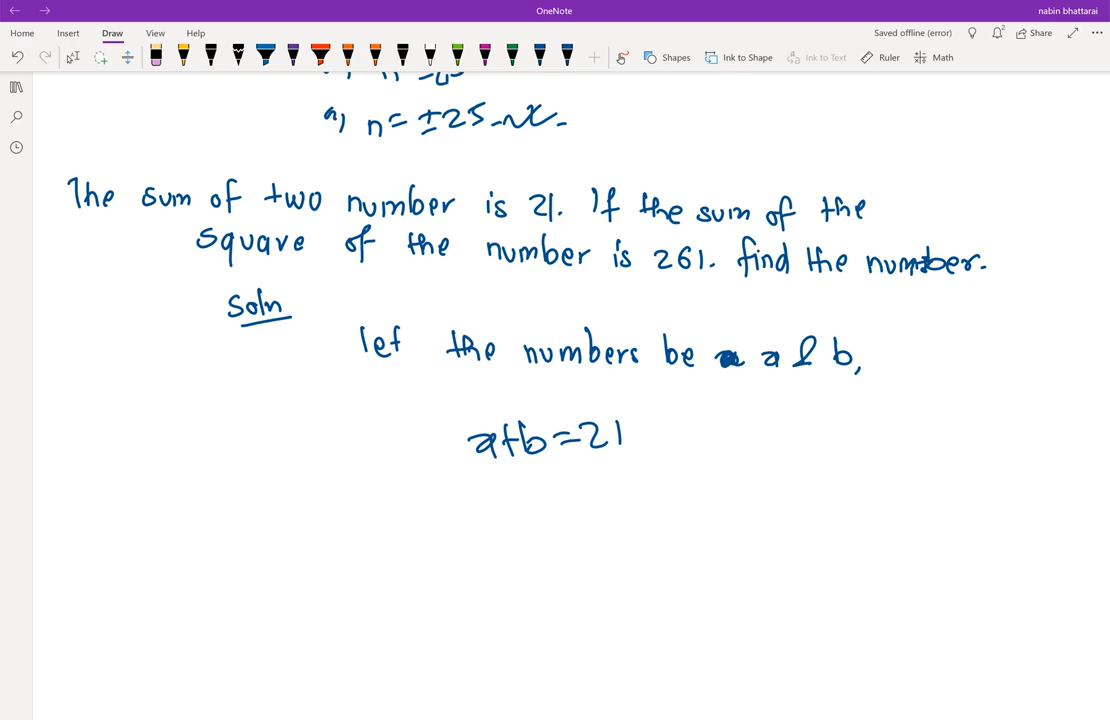 OneNote
nabin bhattarai
Home Insert Draw View Help
Saved offline (error)
2
Share
Shapes
Ink to Shape
Ink to Text
Ruler
Math
n = ±25
The sum of two number is 21. If the sum of the
square of the number is 261. find the number.
Soln
let the numbers be a & b,
a+b=21